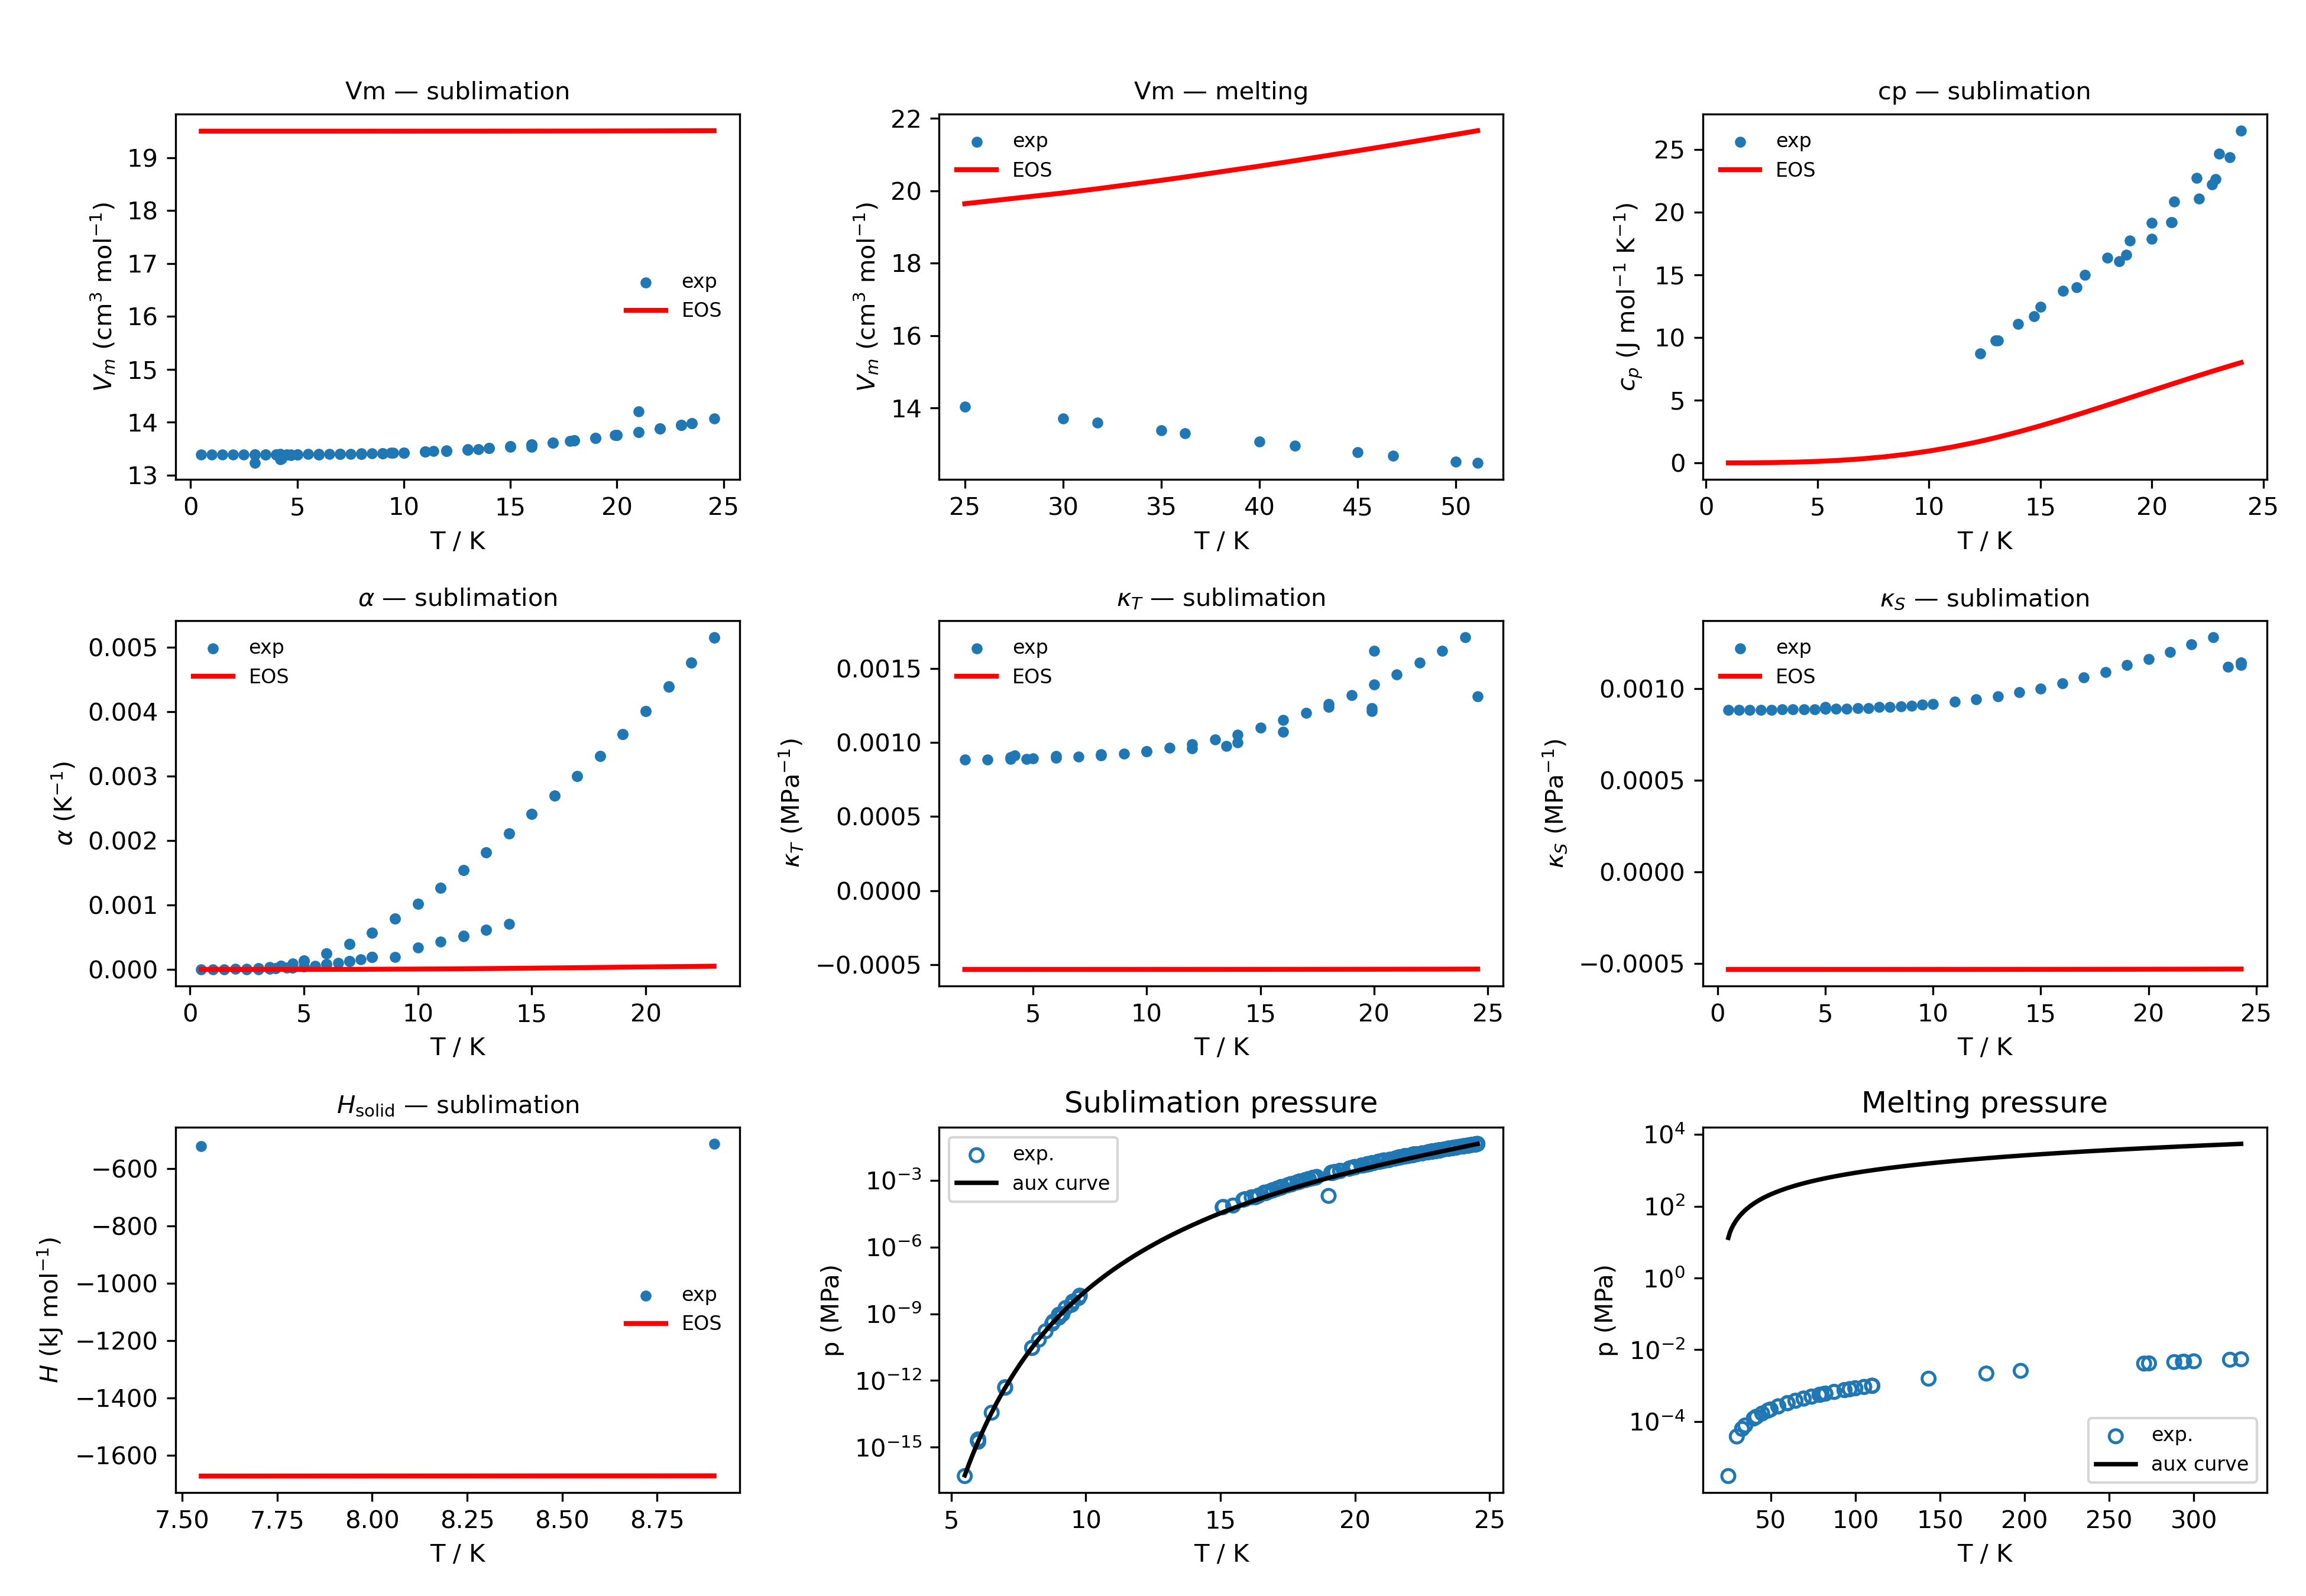 Vm — sublimation
19
18
17
16
15
14
13
0 5 10 15 20 25
T / K
V_m (cm³ mol⁻¹)
exp
EOS
Vm — melting
22
20
18
16
14
25 30 35 40 45 50
T / K
V_m (cm³ mol⁻¹)
exp
EOS
cp — sublimation
25
20
15
10
5
0
0 5 10 15 20 25
T / K
c_p (J mol⁻¹ K⁻¹)
exp
EOS
α — sublimation
0.005
0.004
0.003
0.002
0.001
0.000
0 5 10 15 20
T / K
α (K⁻¹)
exp
EOS
κ_T — sublimation
0.0015
0.0010
0.0005
0.0000
−0.0005
5 10 15 20 25
T / K
κ_T (MPa⁻¹)
exp
EOS
κ_S — sublimation
0.0010
0.0005
0.0000
−0.0005
0 5 10 15 20 25
T / K
κ_S (MPa⁻¹)
exp
EOS
H_solid — sublimation
−600
−800
−1000
−1200
−1400
−1600
7.50 7.75 8.00 8.25 8.50 8.75
T / K
H (kJ mol⁻¹)
exp
EOS
Sublimation pressure
10⁻³
10⁻⁶
10⁻⁹
10⁻¹²
10⁻¹⁵
5 10 15 20 25
T / K
p (MPa)
exp.
aux curve
Melting pressure
10⁴
10²
10⁰
10⁻²
10⁻⁴
50 100 150 200 250 300
T / K
p (MPa)
exp.
aux curve